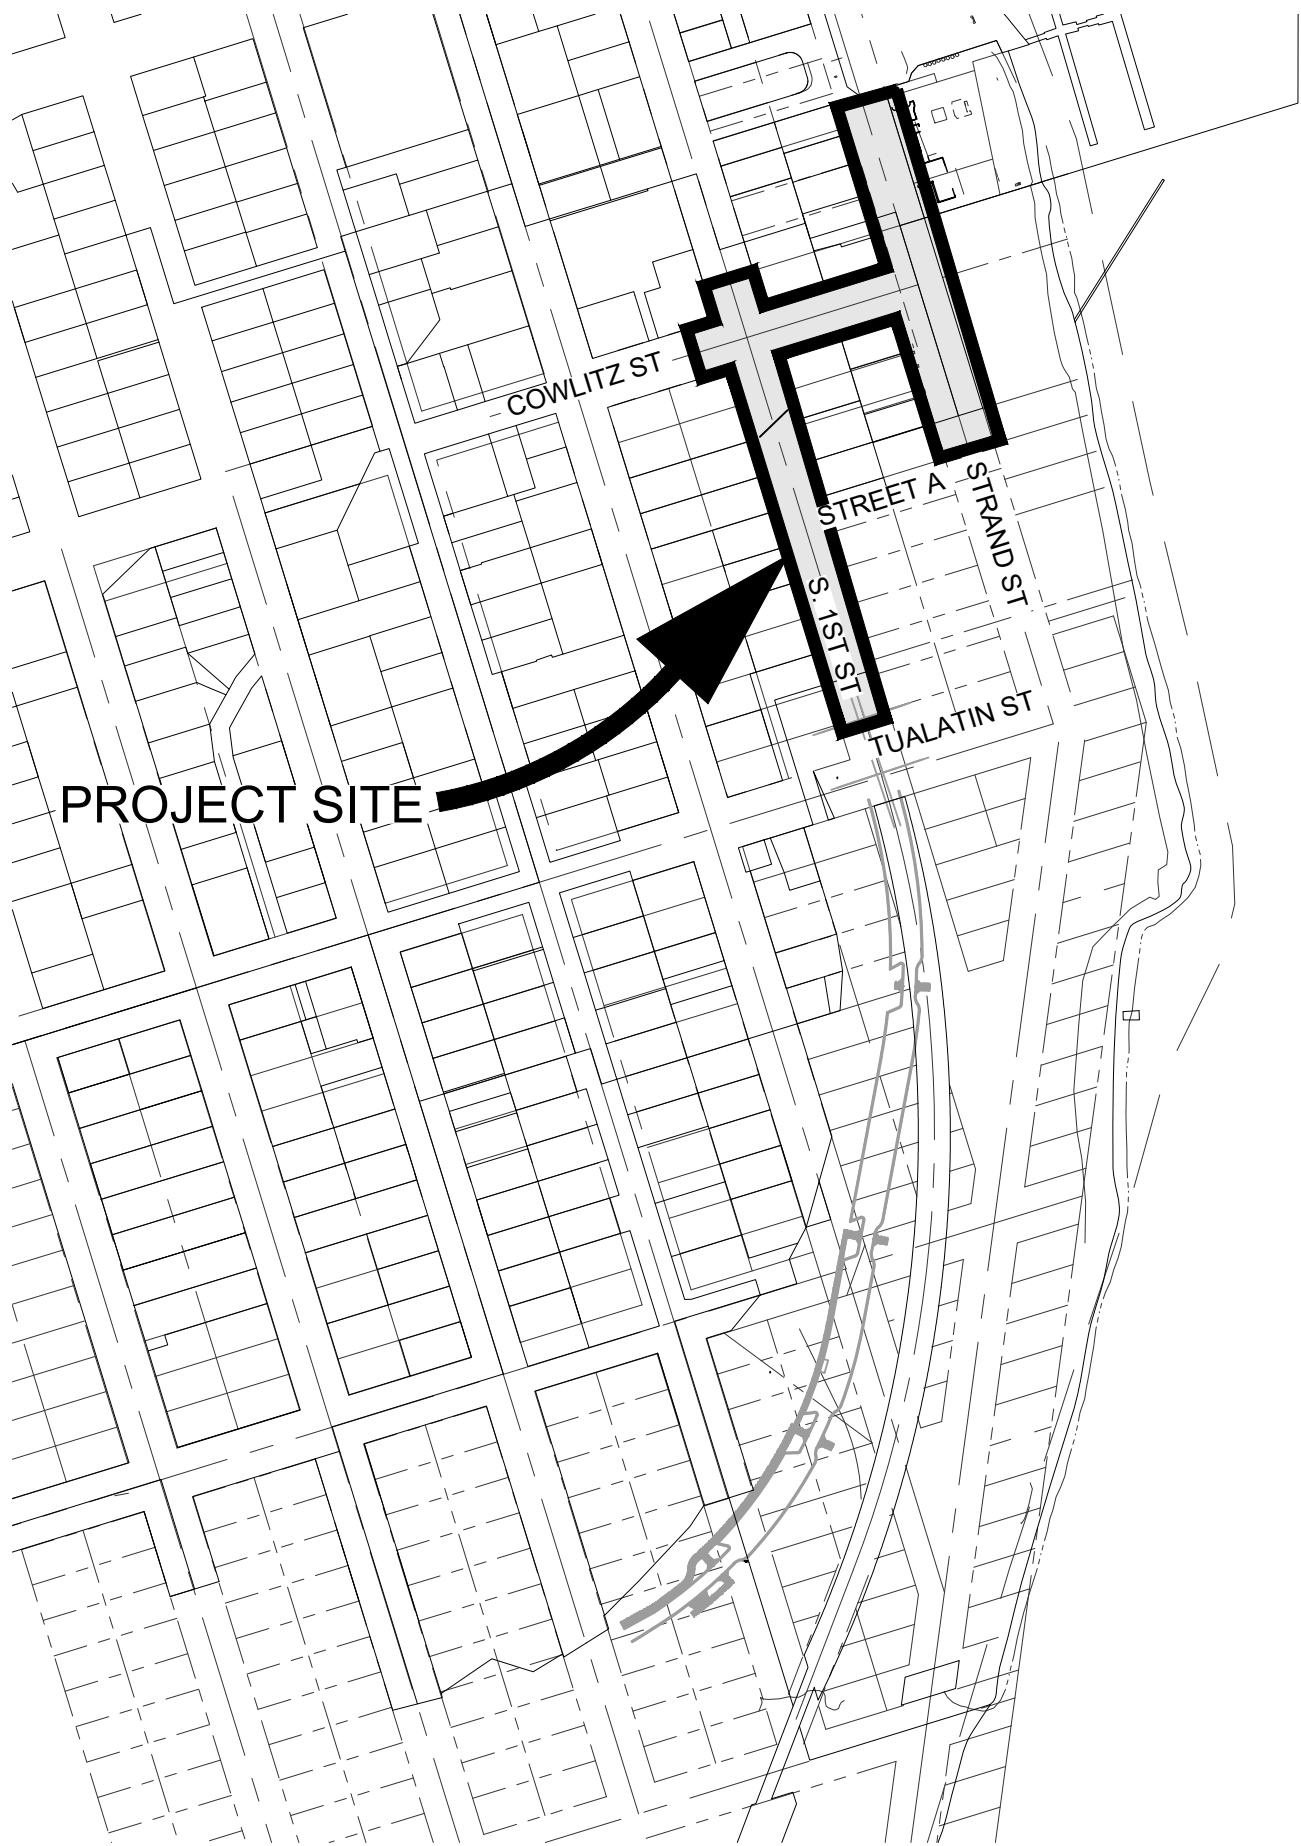 COWLITZ ST
STREET A
STRAND ST
S. 1ST ST
TUALATIN ST
PROJECT SITE